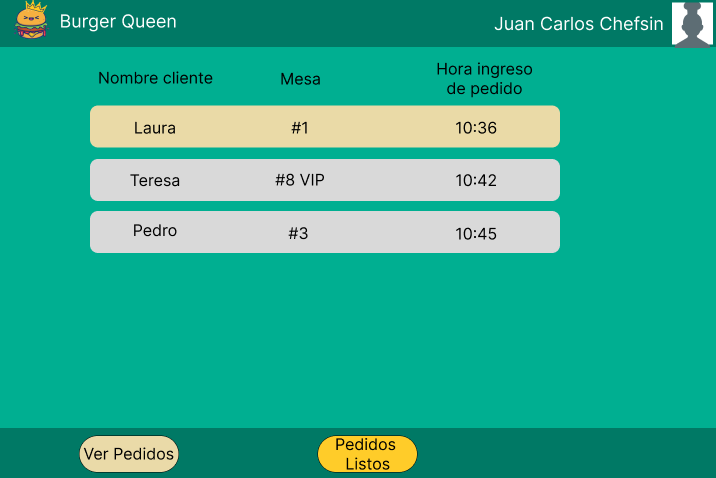 Burger Queen
Juan Carlos Chefsin
Nombre cliente
Mesa
Hora ingreso
de pedido
Laura
#1
10:36
Teresa
#8 VIP
10:42
Pedro
#3
10:45
Ver Pedidos
Pedidos
Listos